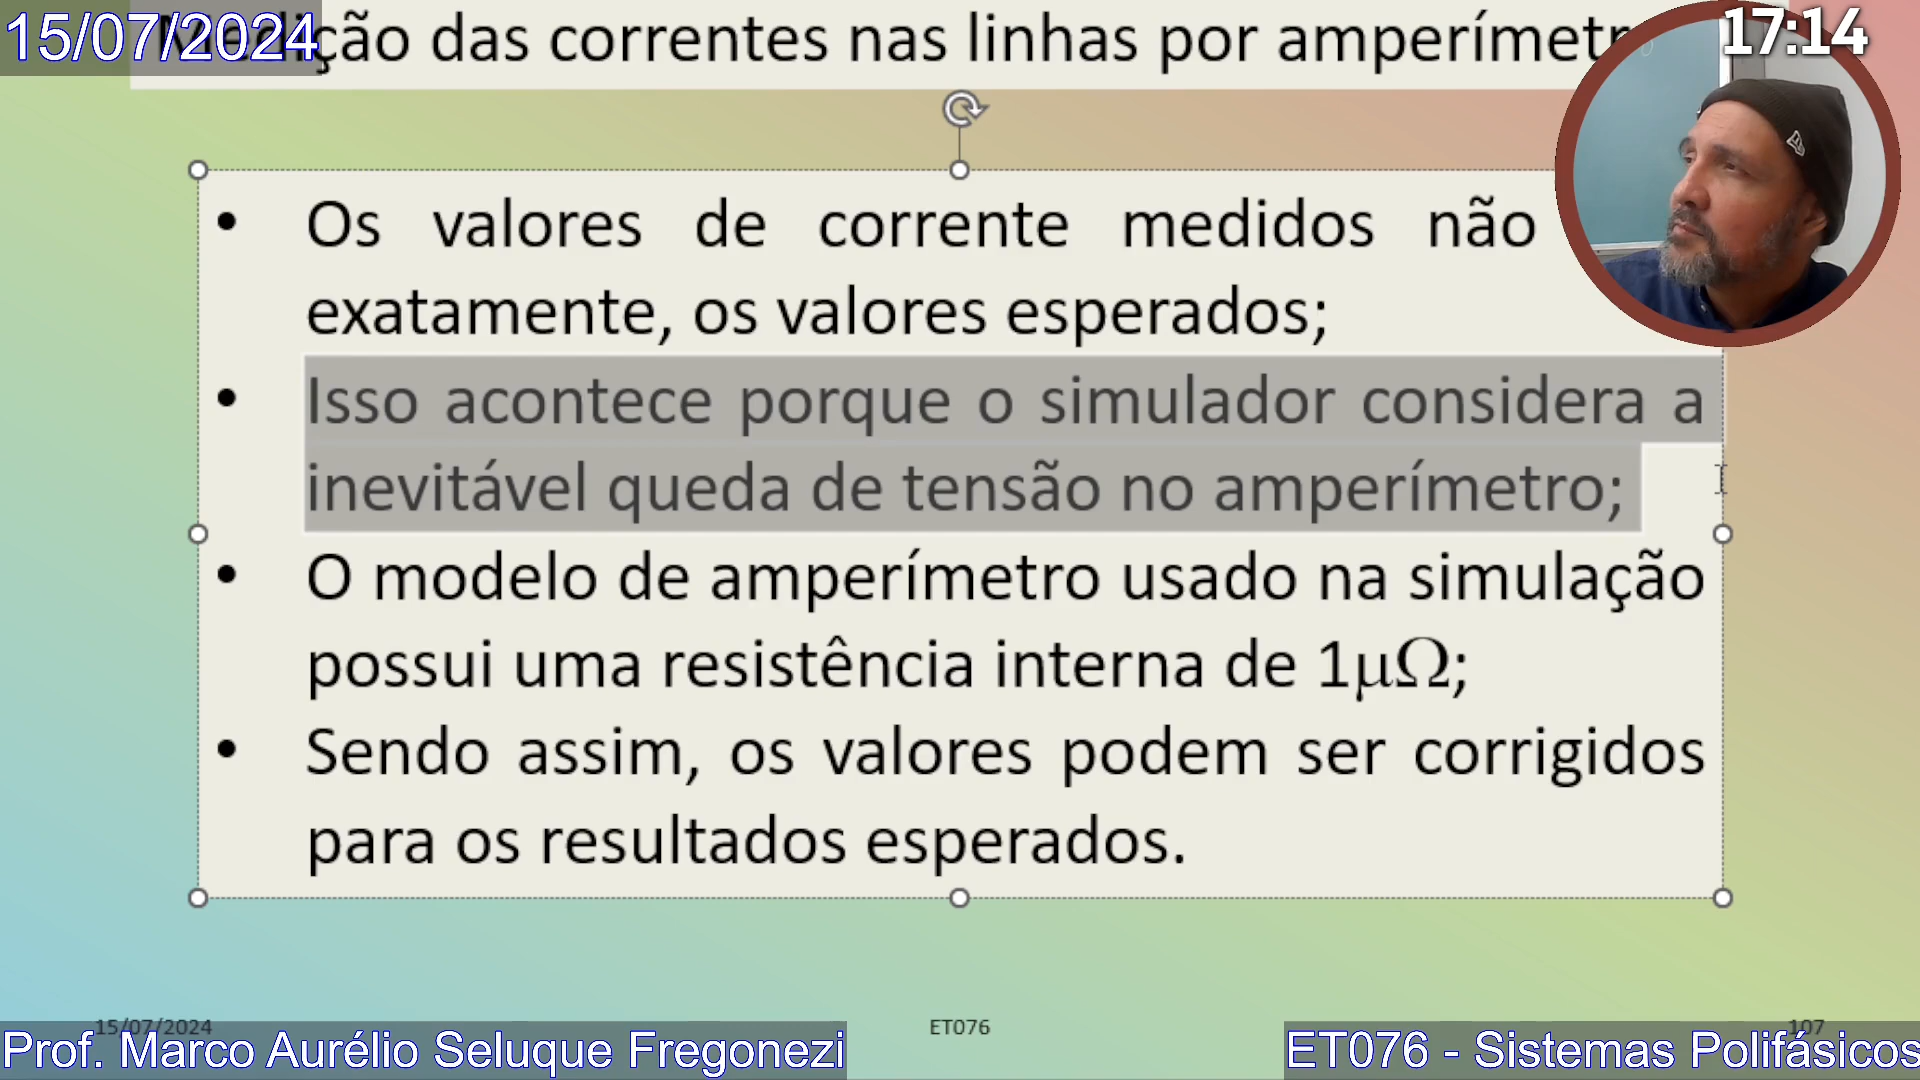 15/07/2024
Medição das correntes nas linhas por amperímetro
17:14
• Os valores de corrente medidos não
exatamente, os valores esperados;
• Isso acontece porque o simulador considera a
inevitável queda de tensão no amperímetro;
• O modelo de amperímetro usado na simulação
possui uma resistência interna de 1μΩ;
• Sendo assim, os valores podem ser corrigidos
para os resultados esperados.
15/07/2024
ET076
107
Prof. Marco Aurélio Seluque Fregonezi
ET076 - Sistemas Polifásicos